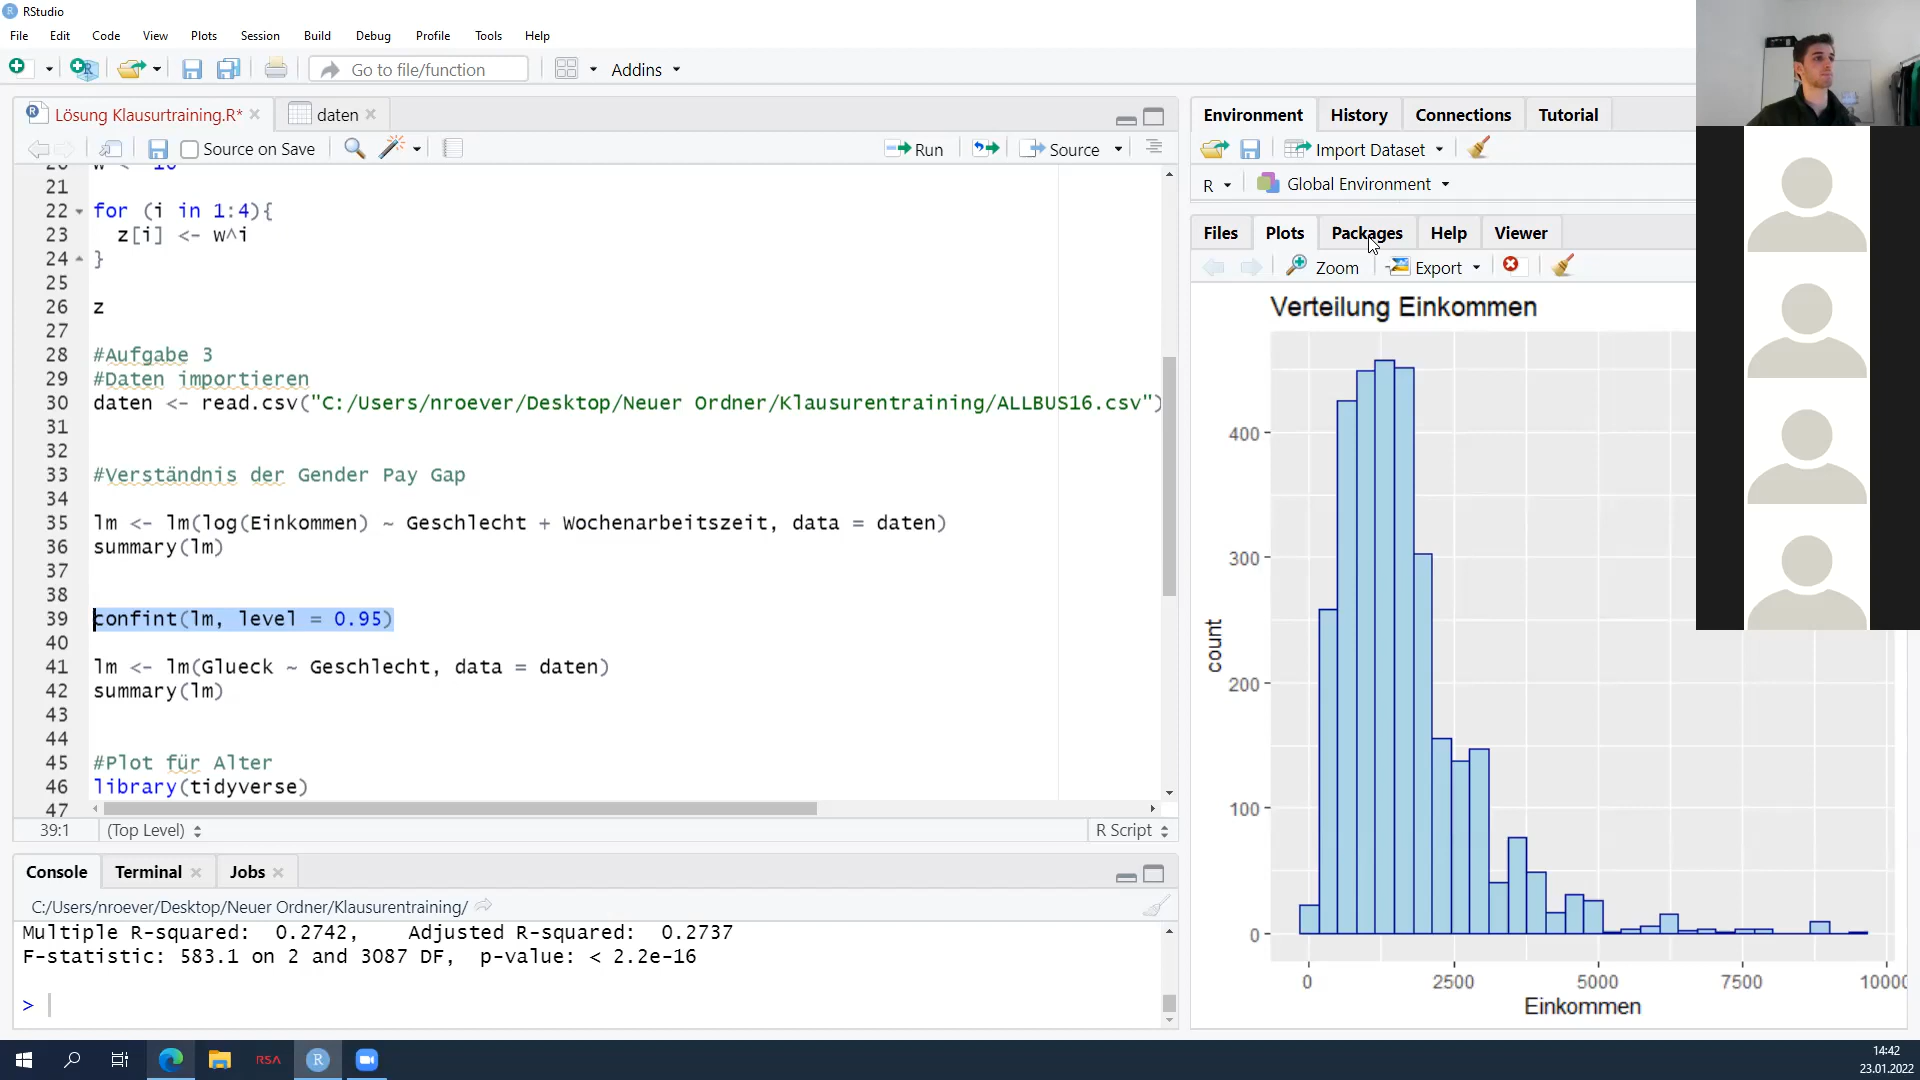 RStudio
File Edit Code View Plots Session Build Debug Profile Tools Help
Go to file/function Addins
Lösung Klausurtraining.R* daten
Source on Save Run Source
21
22 for (i in 1:4){
23 z[i] <- w^i
24 }
25
26 z
27
28 #Aufgabe 3
29 #Daten importieren
30 daten <- read.csv("C:/Users/nroever/Desktop/Neuer Ordner/Klausurentraining/ALLBUS16.csv")
31
32
33 #Verständnis der Gender Pay Gap
34
35 lm <- lm(log(Einkommen) ~ Geschlecht + Wochenarbeitszeit, data = daten)
36 summary(lm)
37
38
39 confint(lm, level = 0.95)
40
41 lm <- lm(Glueck ~ Geschlecht, data = daten)
42 summary(lm)
43
44
45 #Plot für Alter
46 library(tidyverse)
47
39:1 (Top Level) R Script
Console Terminal Jobs
C:/Users/nroever/Desktop/Neuer Ordner/Klausurentraining/
Multiple R-squared: 0.2742, Adjusted R-squared: 0.2737
F-statistic: 583.1 on 2 and 3087 DF, p-value: < 2.2e-16
>
Environment History Connections Tutorial
Import Dataset
R Global Environment
Files Plots Packages Help Viewer
Zoom Export
Verteilung Einkommen
400
300
200
100
0
count
0 2500 5000 7500 10000
Einkommen
RSA R
14:42
23.01.2022